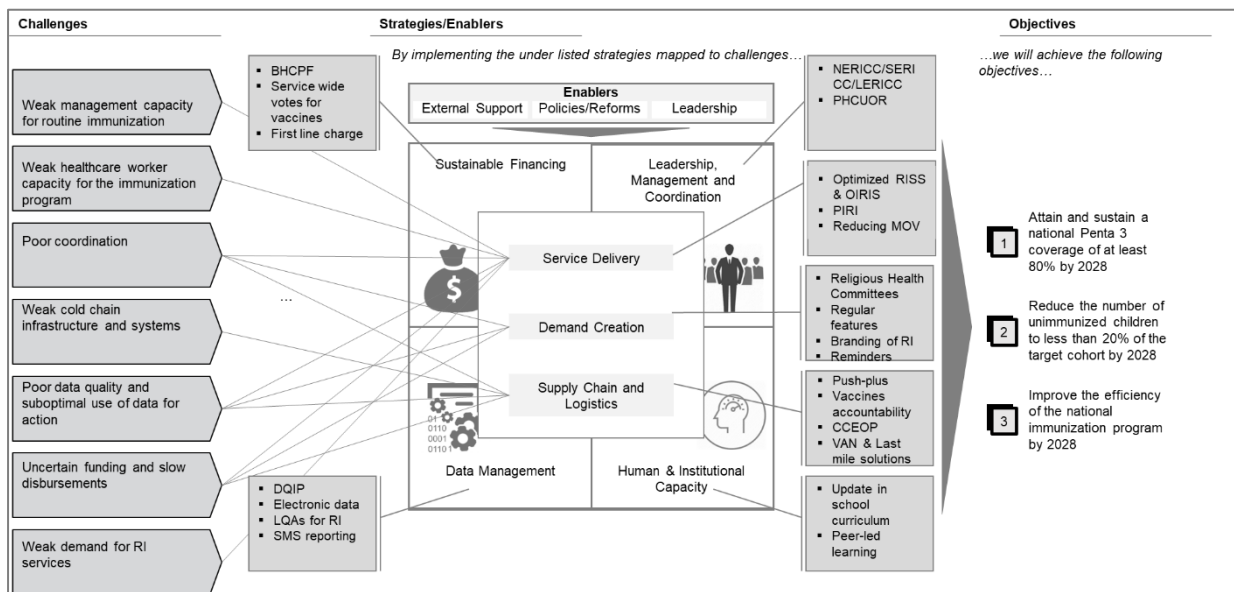 Challenges
Strategies/Enablers
Objectives
By implementing the under listed strategies mapped to challenges…
…we will achieve the following
objectives…
Weak management capacity
for routine immunization
Weak healthcare worker
capacity for the immunization
program
Poor coordination
Weak cold chain
infrastructure and systems
Poor data quality and
suboptimal use of data for
action
Uncertain funding and slow
disbursements
Weak demand for RI
services
▪ BHCPF
▪ Service wide
votes for
vaccines
▪ First line charge
…
▪ DQIP
▪ Electronic data
▪ LQAs for RI
▪ SMS reporting
Enablers
External Support Policies/Reforms Leadership
Sustainable Financing
Leadership,
Management and
Coordination
Service Delivery
Demand Creation
Supply Chain and
Logistics
$
01
0110
0001
01101
Data Management
Human & Institutional
Capacity
▪ NERICC/SERI
CC/LERICC
▪ PHCUOR
▪ Optimized RISS
& OIRIS
▪ PIRI
▪ Reducing MOV
▪ Religious Health
Committees
▪ Regular
features
▪ Branding of RI
▪ Reminders
▪ Push-plus
▪ Vaccines
accountability
▪ CCEOP
▪ VAN & Last
mile solutions
▪ Update in
school
curriculum
▪ Peer-led
learning
1
Attain and sustain a
national Penta 3
coverage of at least
80% by 2028
2
Reduce the number of
unimmunized children
to less than 20% of the
target cohort by 2028
3
Improve the efficiency
of the national
immunization program
by 2028